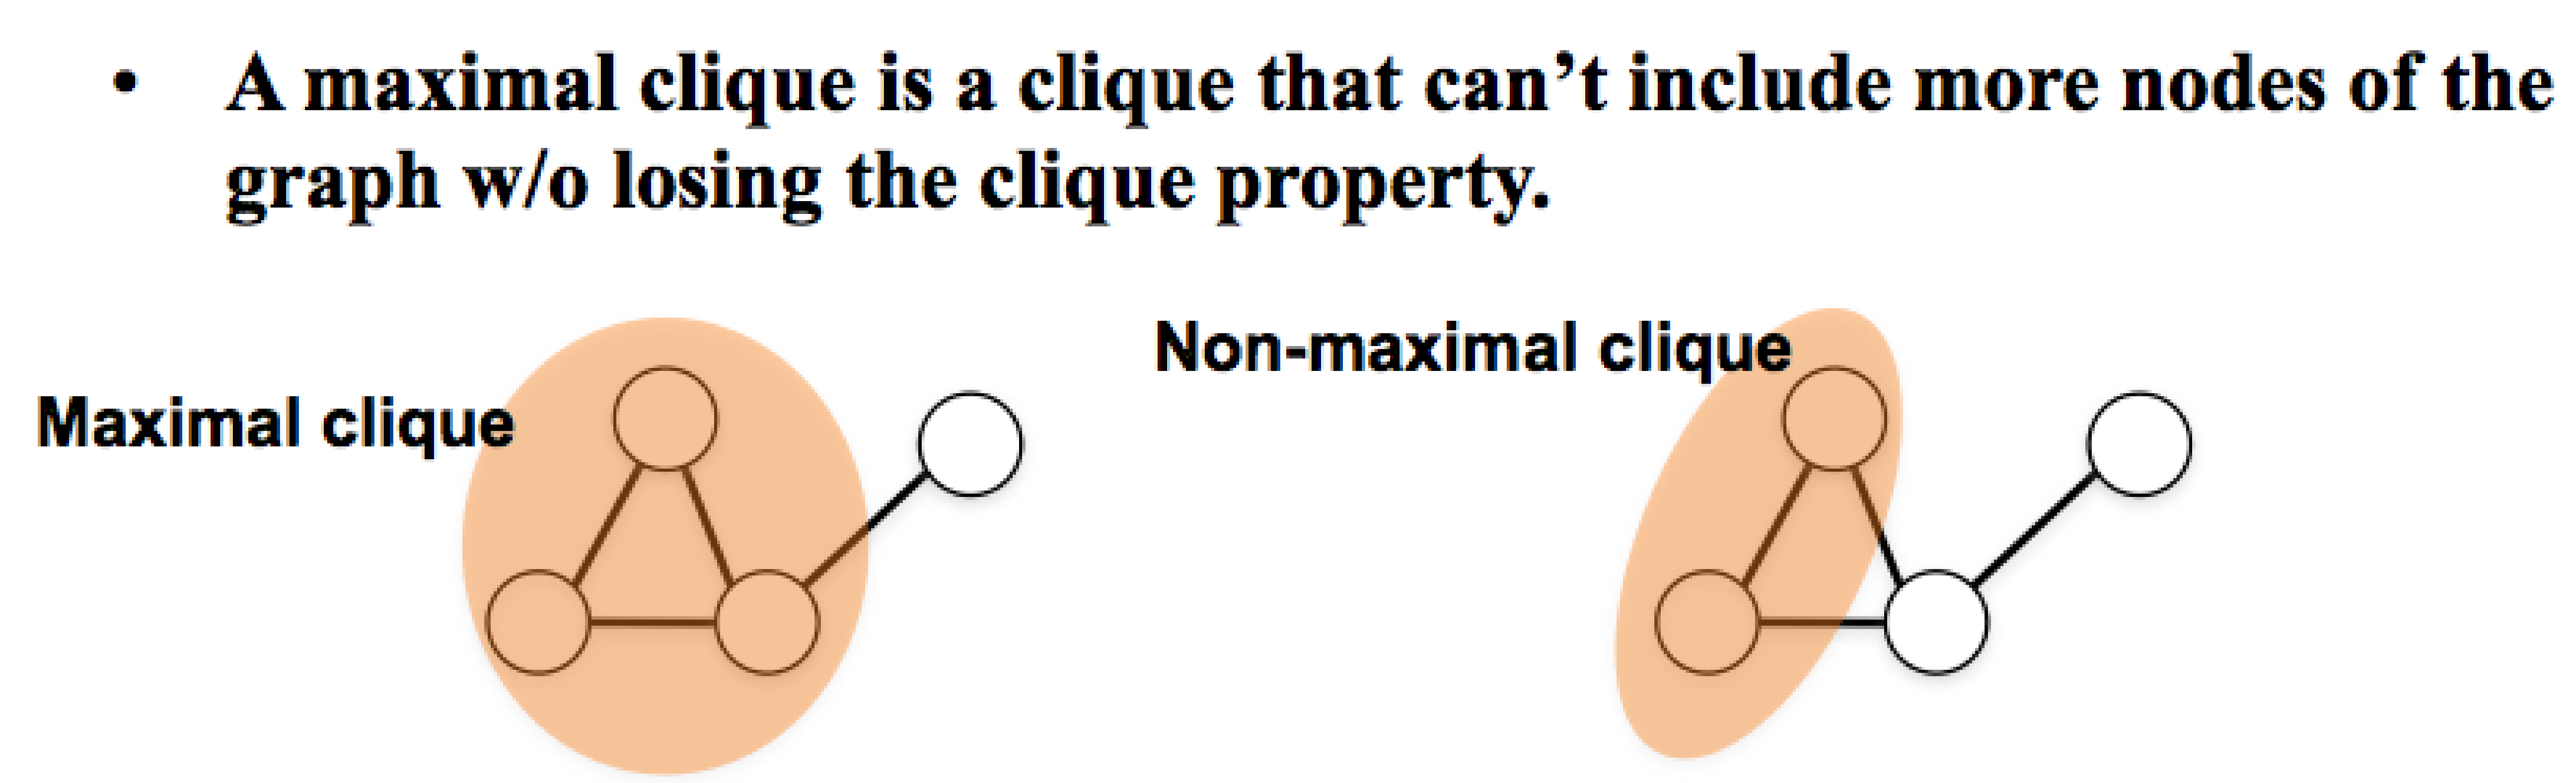 • A maximal clique is a clique that can’t include more nodes of the
graph w/o losing the clique property.
Maximal clique
Non-maximal clique